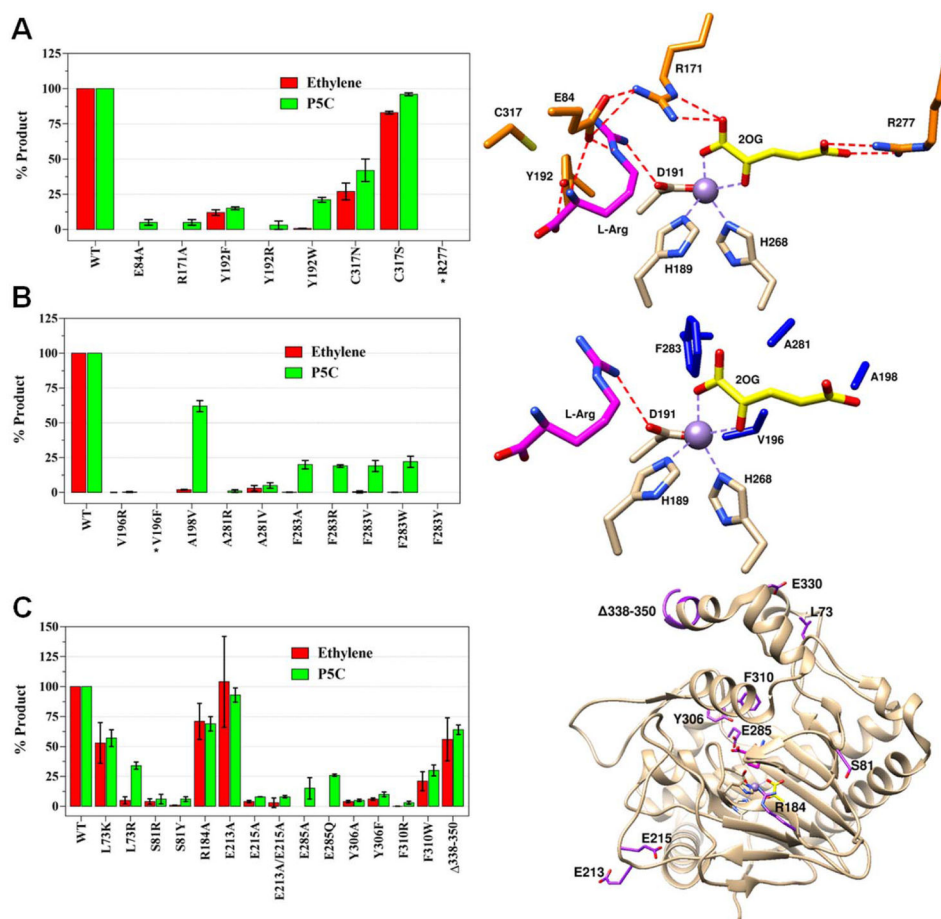 A
% Product
125
100
75
50
25
0
Ethylene
P5C
WT
E84A
R171A
Y192F
Y192R
Y192W
C317N
C317S
* R277
R171
E84
C317
2OG
R277
Y192
D191
L-Arg
H189
H268
B
% Product
125
100
75
50
25
0
Ethylene
P5C
WT
V196R
* V196F
A198V
A281R
A281V
F283A
F283R
F283V
F283W
F283Y
F283
A281
2OG
A198
L-Arg
D191
V196
H189
H268
C
% Product
150
125
100
75
50
25
0
Ethylene
P5C
WT
L73K
L73R
S81R
S81Y
R184A
E213A
E215A
E213A/E215A
E285A
E285Q
Y306A
Y306F
F310R
F310W
Δ338-350
E330
Δ338-350
L73
F310
Y306
E285
S81
R184
E215
E213